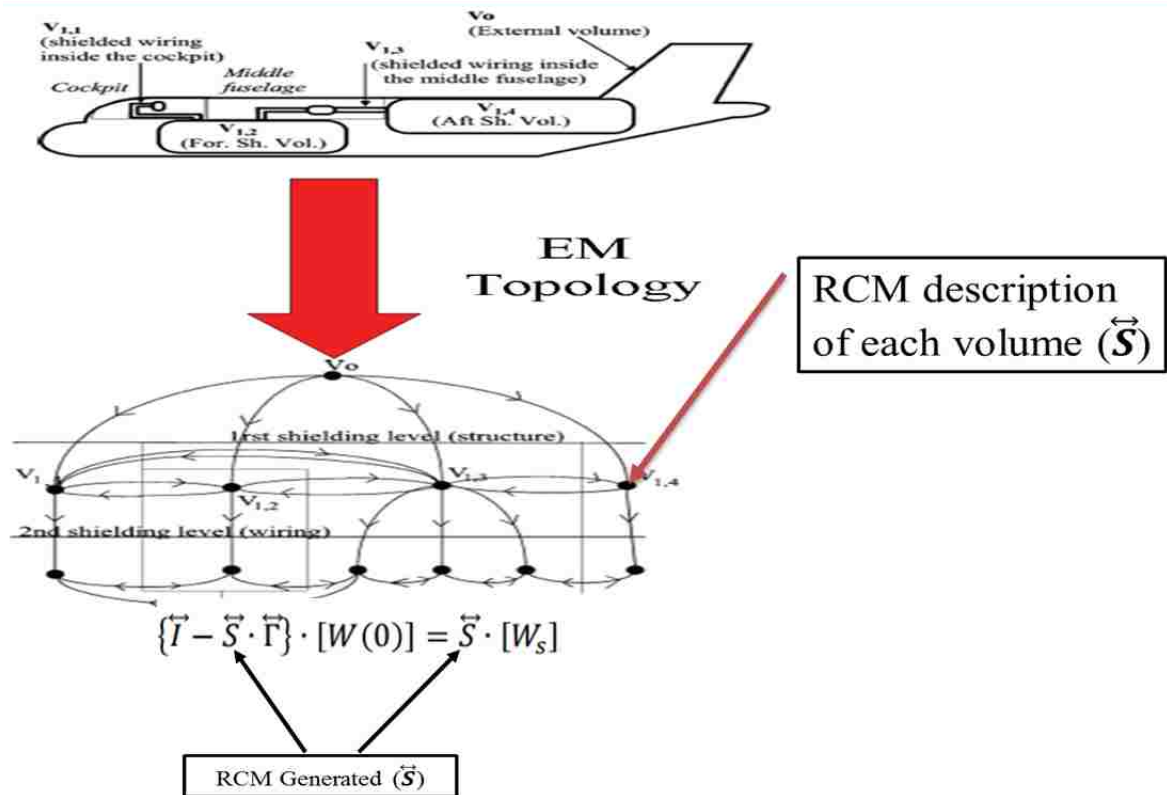 V1,1
(shielded wiring
inside the cockpit)
Vo
(External volume)
V1,3
(shielded wiring inside
the middle fuselage)
Cockpit
Middle
fuselage
V1,2
(For. Sh. Vol.)
V1,4
(Aft Sh. Vol.)
EM
Topology
RCM description
of each volume (S⃡)
Vo
1rst shielding level (structure)
V1,
V1,2
V1,3
V1,4
2nd shielding level (wiring)
{I⃡ − S⃡ · Γ⃡} · [W(0)] = S⃡ · [Ws]
RCM Generated (S⃡)